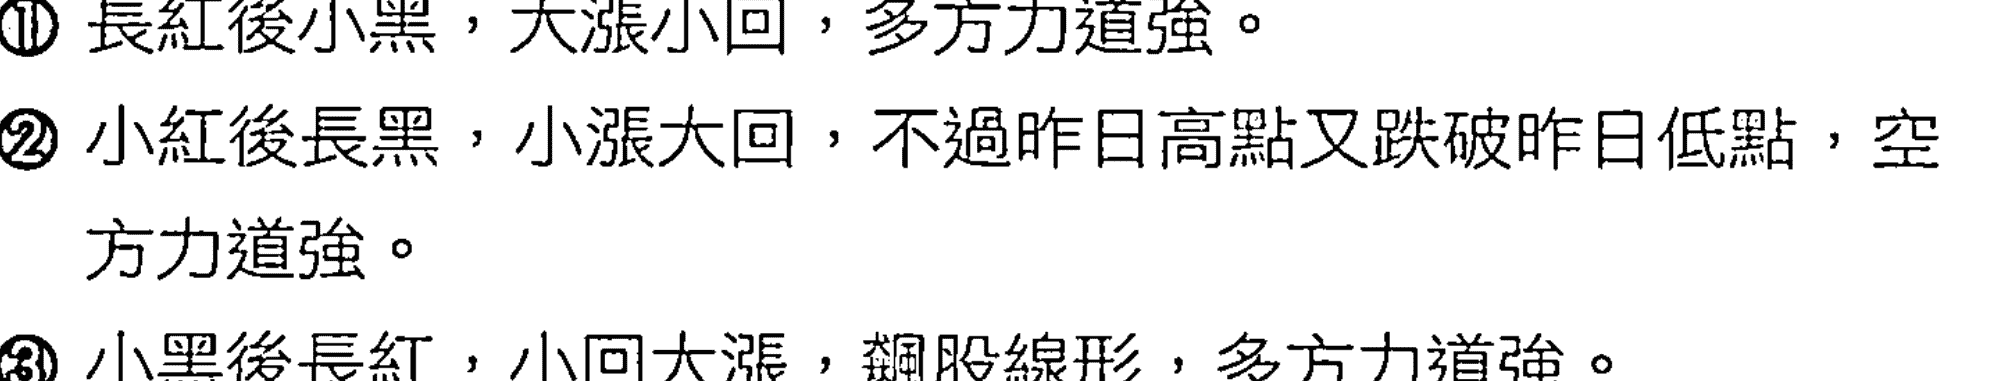 ① 長紅後小黑，大漲小回，多方力道強。
② 小紅後長黑，小漲大回，不過昨日高點又跌破昨日低點，空
方力道強。
③ 小黑後長紅，小回大漲，飆股線形，多方力道強。